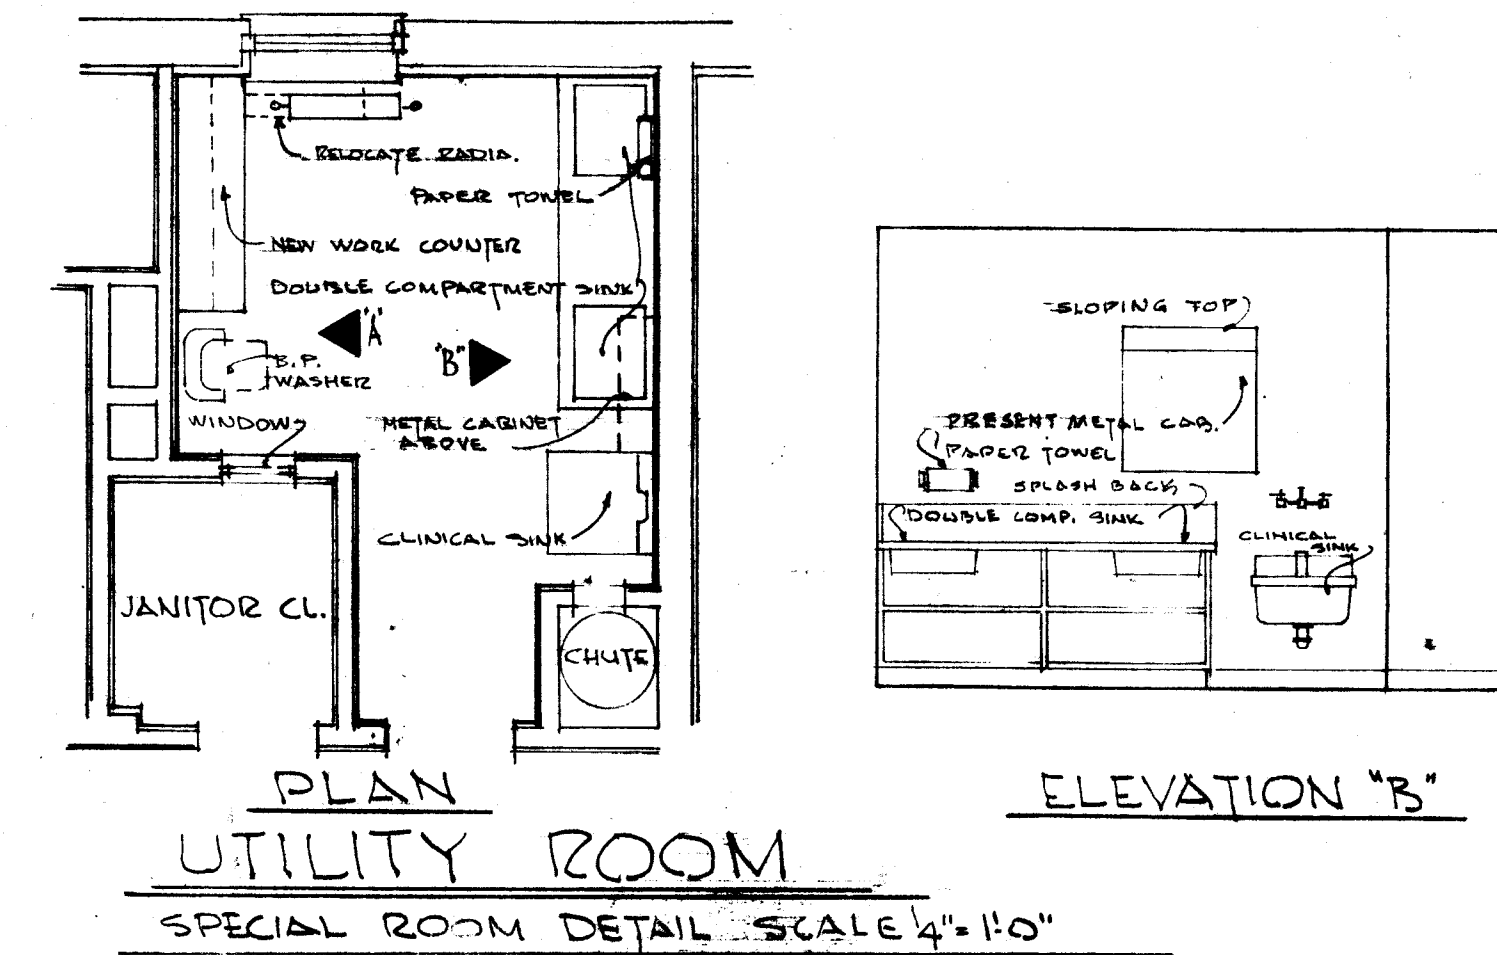 RELOCATE RADIA.
PAPER TOWEL
NEW WORK COUNTER
DOUBLE COMPARTMENT SINK
"A"
"B"
B.P.
WASHER
WINDOW
METAL CABINET
ABOVE
CLINICAL SINK
JANITOR CL.
CHUTE
PLAN
SLOPING TOP
PRESENT METAL CAB.
PAPER TOWEL
SPLASH BACK
DOUBLE COMP. SINK
CLINICAL
SINK
ELEVATION "B"
UTILITY ROOM
SPECIAL ROOM DETAIL SCALE 1/4"=1'-0"